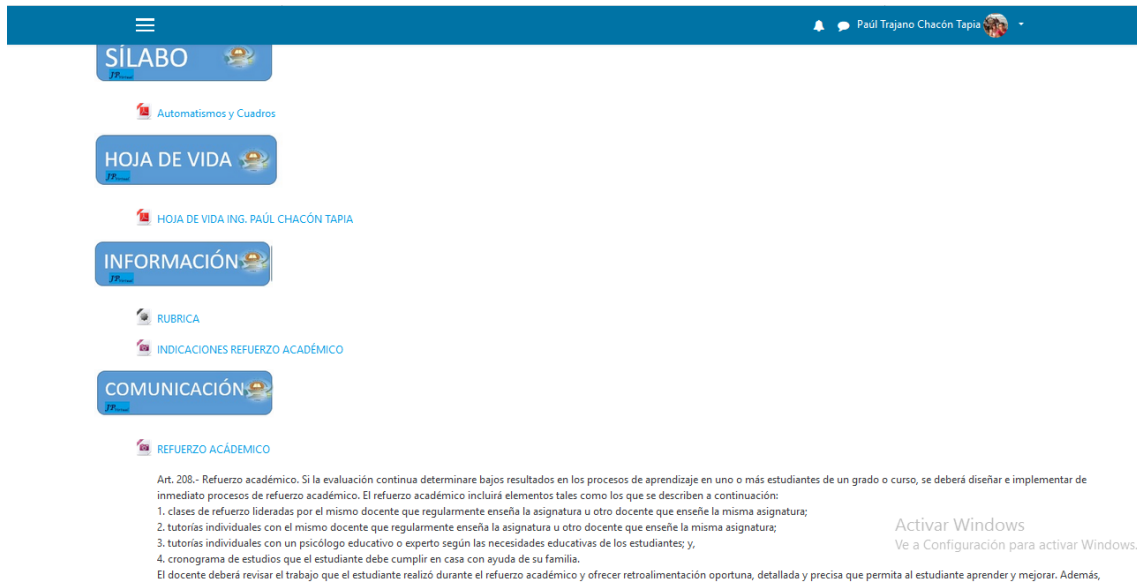 Paúl Trajano Chacón Tapia
SÍLABO
Automatismos y Cuadros
HOJA DE VIDA
HOJA DE VIDA ING. PAÚL CHACÓN TAPIA
INFORMACIÓN
RUBRICA
INDICACIONES REFUERZO ACADÉMICO
COMUNICACIÓN
REFUERZO ACÁDEMICO
Art. 208.- Refuerzo académico. Si la evaluación continua determinare bajos resultados en los procesos de aprendizaje en uno o más estudiantes de un grado o curso, se deberá diseñar e implementar de
inmediato procesos de refuerzo académico. El refuerzo académico incluirá elementos tales como los que se describen a continuación:
1. clases de refuerzo lideradas por el mismo docente que regularmente enseña la asignatura u otro docente que enseñe la misma asignatura;
2. tutorías individuales con el mismo docente que regularmente enseña la asignatura u otro docente que enseñe la misma asignatura;
3. tutorías individuales con un psicólogo educativo o experto según las necesidades educativas de los estudiantes; y,
4. cronograma de estudios que el estudiante debe cumplir en casa con ayuda de su familia.
El docente deberá revisar el trabajo que el estudiante realizó durante el refuerzo académico y ofrecer retroalimentación oportuna, detallada y precisa que permita al estudiante aprender y mejorar. Además,
Activar Windows
Ve a Configuración para activar Windows.